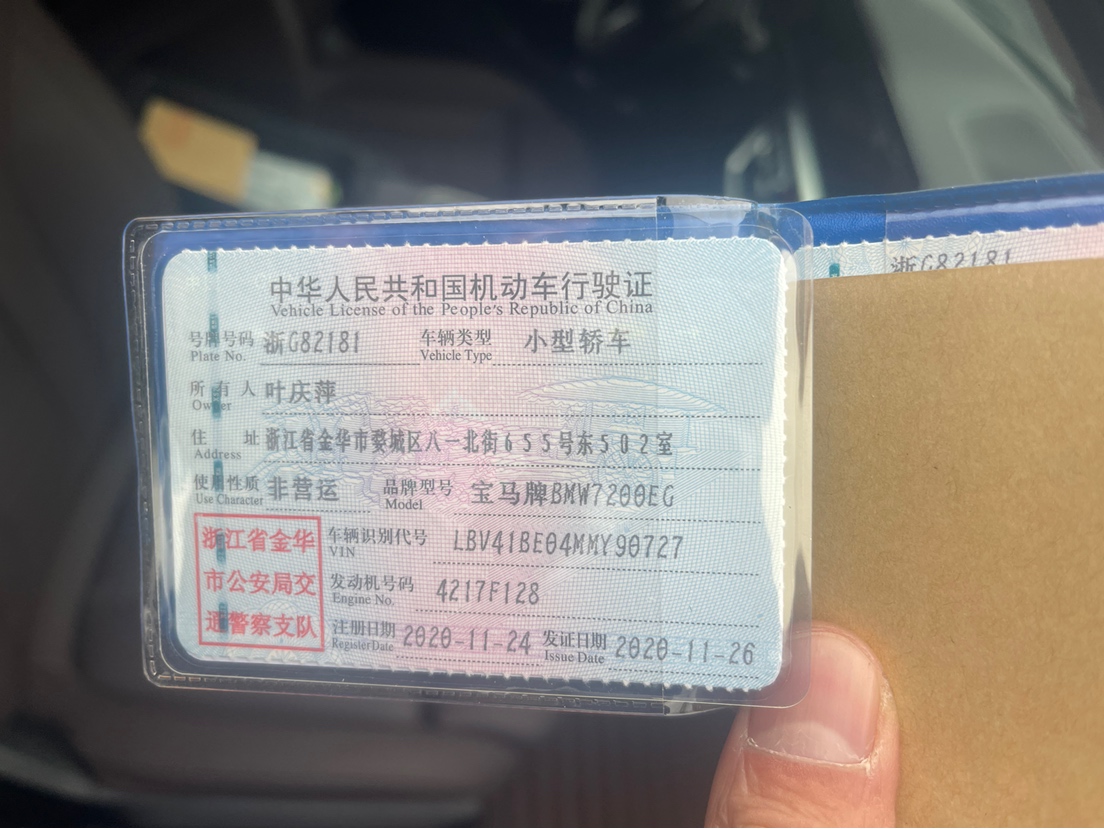 中华人民共和国机动车行驶证
Vehicle License of the People's Republic of China
号牌号码 浙G82181 车辆类型 小型轿车
Plate No. Vehicle Type
所有人 叶庆萍
Owner
住址 浙江省金华市婺城区八一北街655号东502室
Address
使用性质 非营运 品牌型号 宝马牌BMW7200EG
Use Character Model
浙江省金华
市公安局交
通警察支队
车辆识别代号 LBV41BE04MMY90727
VIN
发动机号码 4217F128
Engine No.
注册日期 2020-11-24 发证日期 2020-11-26
Register Date Issue Date
浙G82181